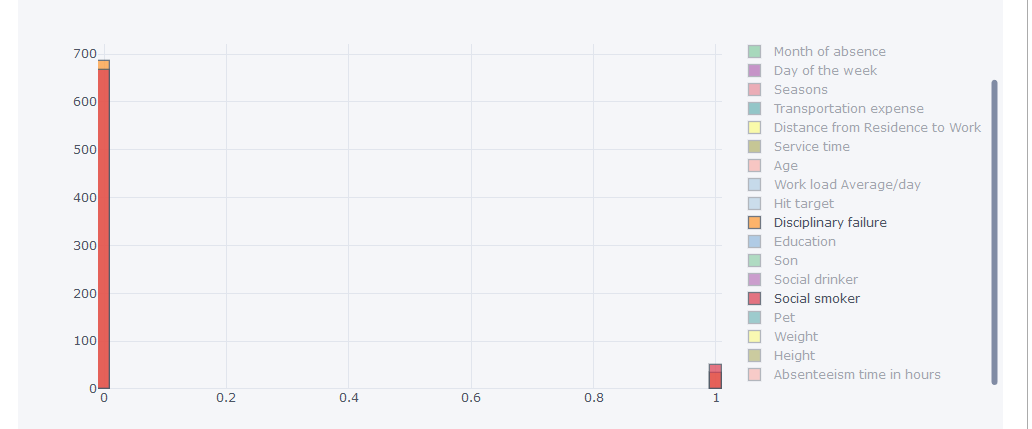 700
600
500
400
300
200
100
0
0 0.2 0.4 0.6 0.8 1
Month of absence
Day of the week
Seasons
Transportation expense
Distance from Residence to Work
Service time
Age
Work load Average/day
Hit target
Disciplinary failure
Education
Son
Social drinker
Social smoker
Pet
Weight
Height
Absenteeism time in hours